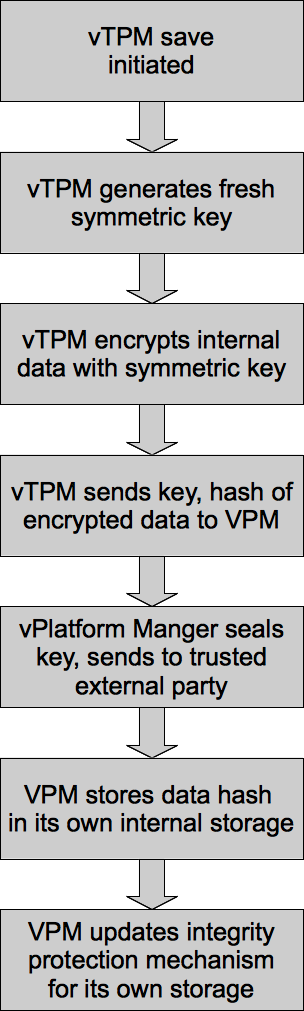 vTPM save
initiated
vTPM generates fresh
symmetric key
vTPM encrypts internal
data with symmetric key
vTPM sends key, hash of
encrypted data to VPM
vPlatform Manger seals
key, sends to trusted
external party
VPM stores data hash
in its own internal storage
VPM updates integrity
protection mechanism
for its own storage